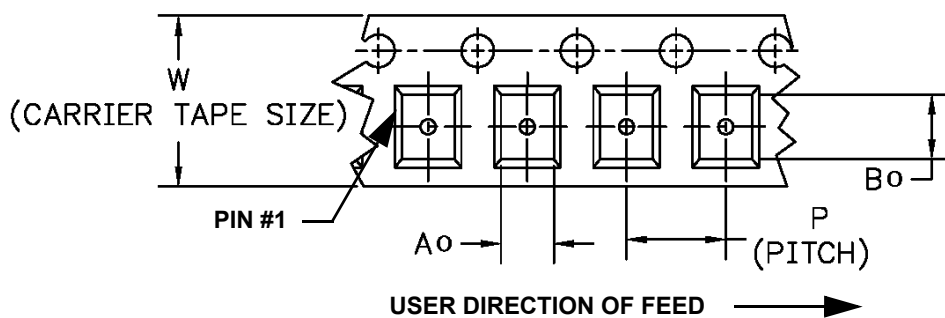 W
(CARRIER TAPE SIZE)
PIN #1
Ao
Bo
P
(PITCH)
USER DIRECTION OF FEED